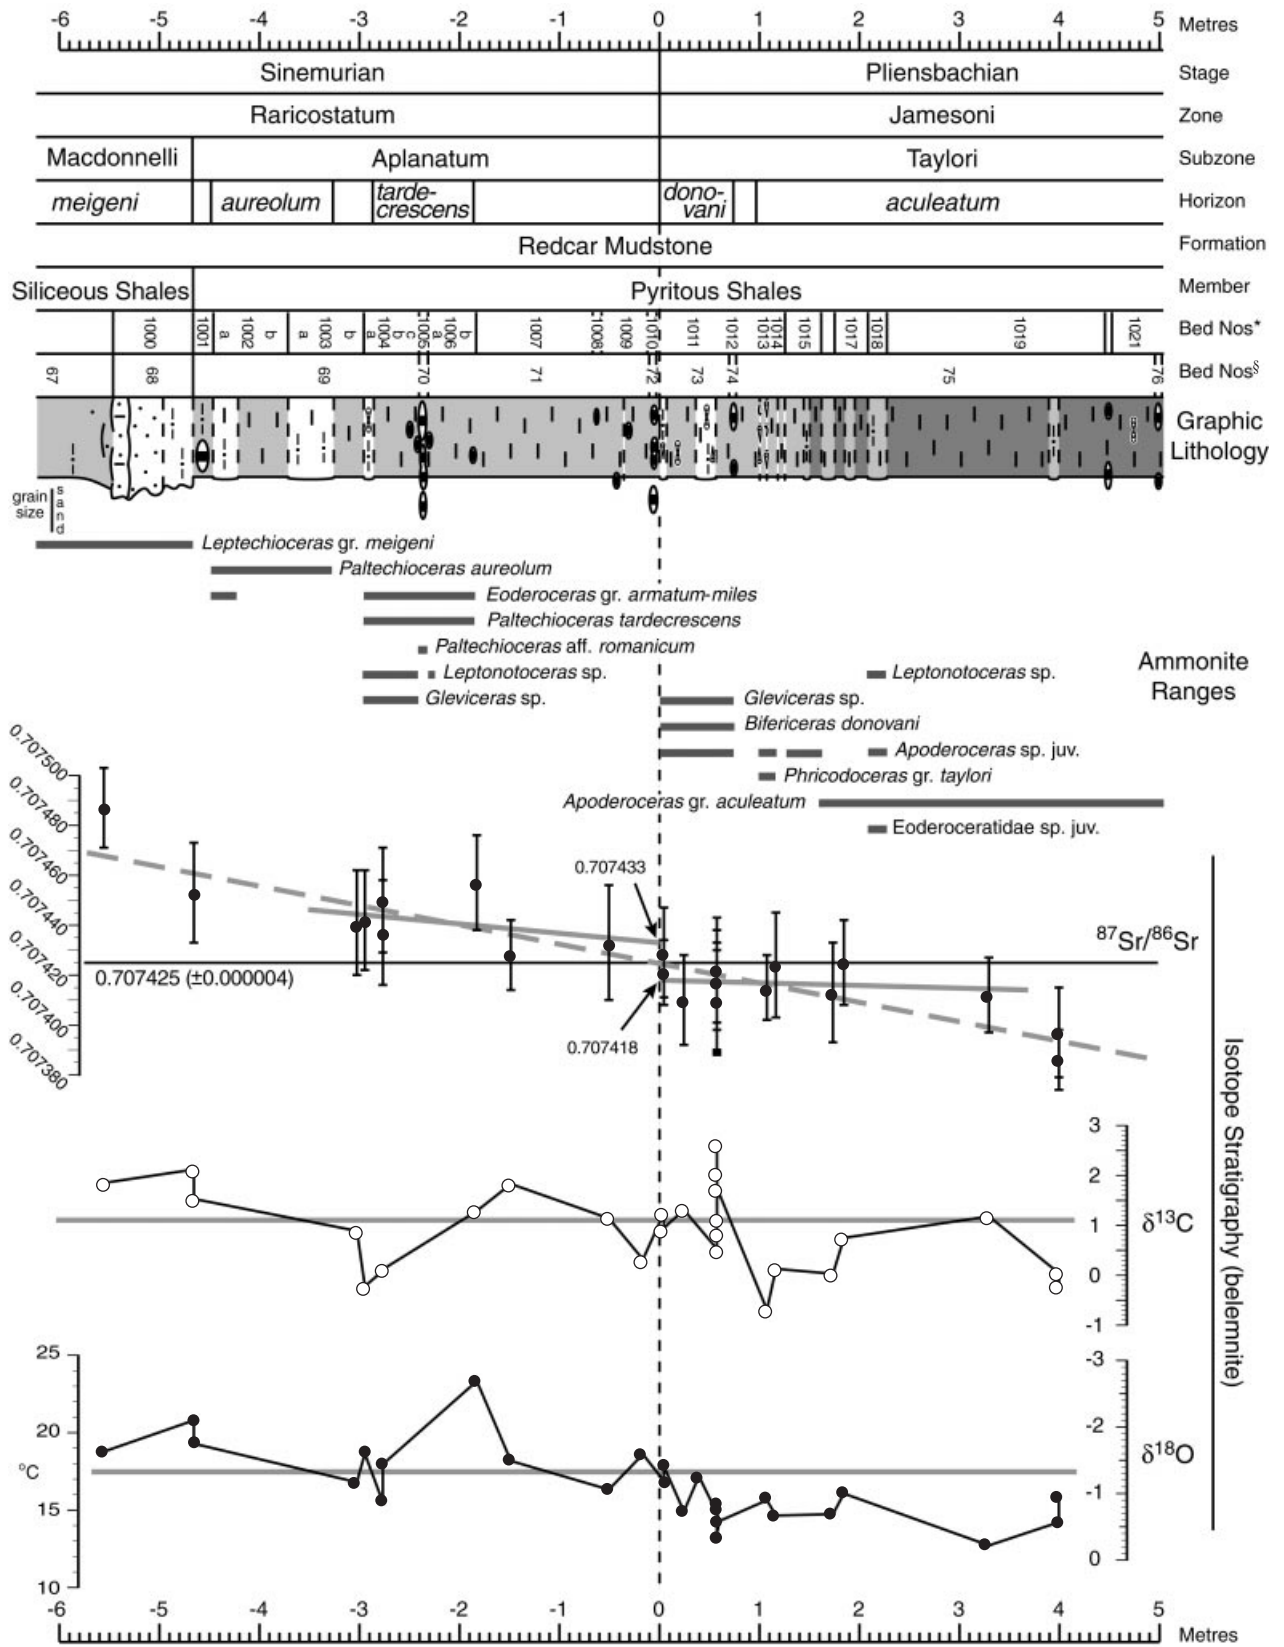 -6 -5 -4 -3 -2 -1 0 1 2 3 4 5 Metres
Sinemurian Pliensbachian Stage
Raricostatum Jamesoni Zone
Macdonnelli Aplanatum Taylori Subzone
meigeni aureolum tarde- dono- aculeatum Horizon
crescens vani
Redcar Mudstone Formation
Siliceous Shales Pyritous Shales Member
1000 1001 a 1002 b a 1003 b a 1004 b c 1005 a 1006 b 1007 1008 1009 1010 1011 1012 1013 1014 1015 1017 1018 1019 1021 Bed Nos*
67 68 69 70 71 72 73 74 75 76 Bed Nos§
Graphic
Lithology
grain
size
sand
Leptechioceras gr. meigeni
Paltechioceras aureolum
Eoderoceras gr. armatum-miles
Paltechioceras tardecrescens
Paltechioceras aff. romanicum
Leptonotoceras sp. Leptonotoceras sp.
Ammonite
Ranges
Gleviceras sp. Gleviceras sp.
Bifericeras donovani
Apoderoceras sp. juv.
Phricodoceras gr. taylori
Apoderoceras gr. aculeatum
Eoderoceratidae sp. juv.
0.707500
0.707480
0.707460
0.707440
0.707420
0.707400
0.707380
0.707433
87Sr/86Sr
0.707425 (±0.000004)
0.707418
Isotope Stratigraphy (belemnite)
3
2
1
0
-1
δ13C
25
20
°C
15
10
-3
-2
δ18O
-1
0
-6 -5 -4 -3 -2 -1 0 1 2 3 4 5
Metres